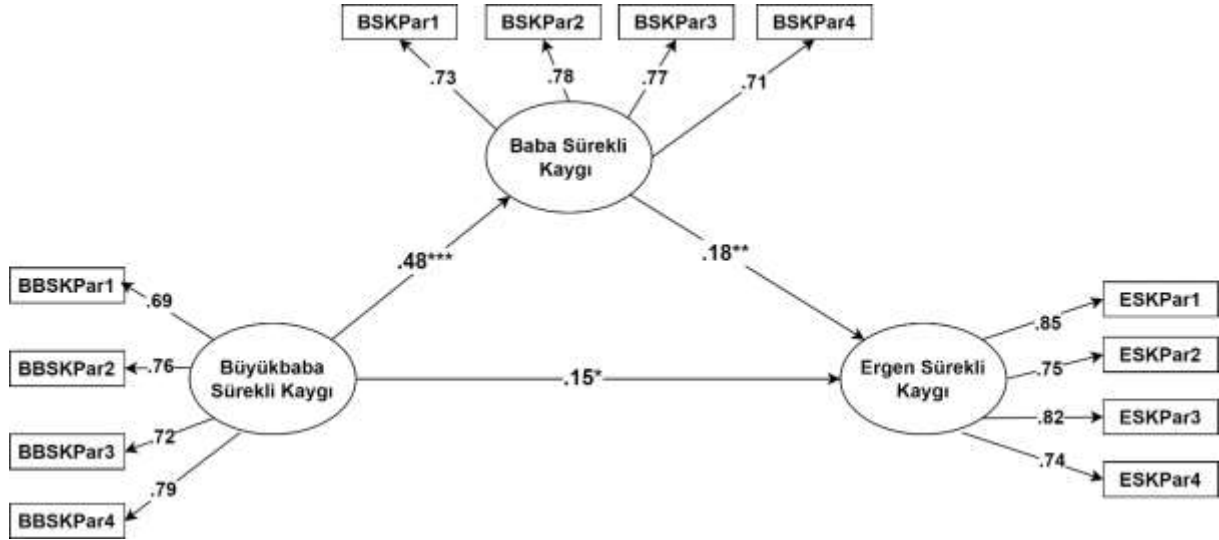 BSKPar1
BSKPar2
BSKPar3
BSKPar4
.73
.78
.77
.71
Baba Sürekli
Kaygı
.48***
.18**
BBSKPar1
BBSKPar2
BBSKPar3
BBSKPar4
.69
.76
.72
.79
Büyükbaba
Sürekli Kaygı
.15*
Ergen Sürekli
Kaygı
.85
.75
.82
.74
ESKPar1
ESKPar2
ESKPar3
ESKPar4